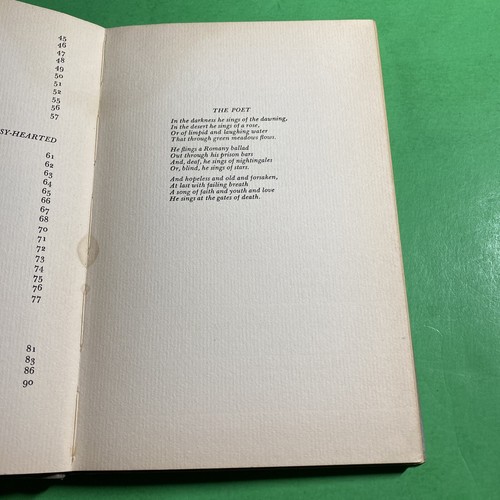 45
46
47
48
49
50
51
52
55
56
57
SY-HEARTED
61
62
63
64
65
66
67
68
70
71
72
73
74
75
76
77
81
83
86
90
THE POET
In the darkness he sings of the dawning,
In the desert he sings of a rose,
Or of limpid and laughing water
That through green meadows flows.
He flings a Romany ballad
Out through his prison bars
And, deaf, he sings of nightingales
Or, blind, he sings of stars.
And hopeless and old and forsaken,
At last with failing breath
A song of faith and youth and love
He sings at the gates of death.